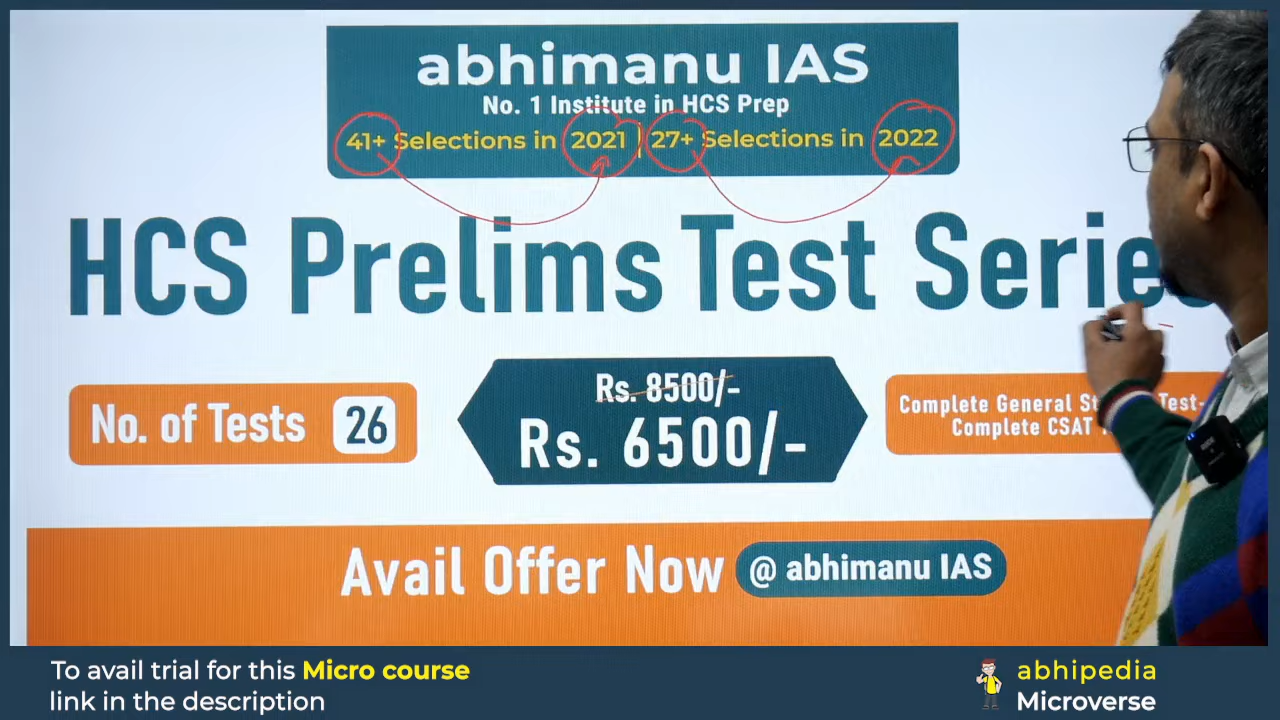 abhimanu IAS
No. 1 Institute in HCS Prep
41+ Selections in 2021 | 27+ Selections in 2022
HCS Prelims Test
No. of Tests 26
Rs. 8500/-
Rs. 6500/-
Complete General Test-
Complete CSAT
Avail Offer Now @ abhimanu IAS
To avail trial for this Micro course
link in the description
abhipedia
Microverse